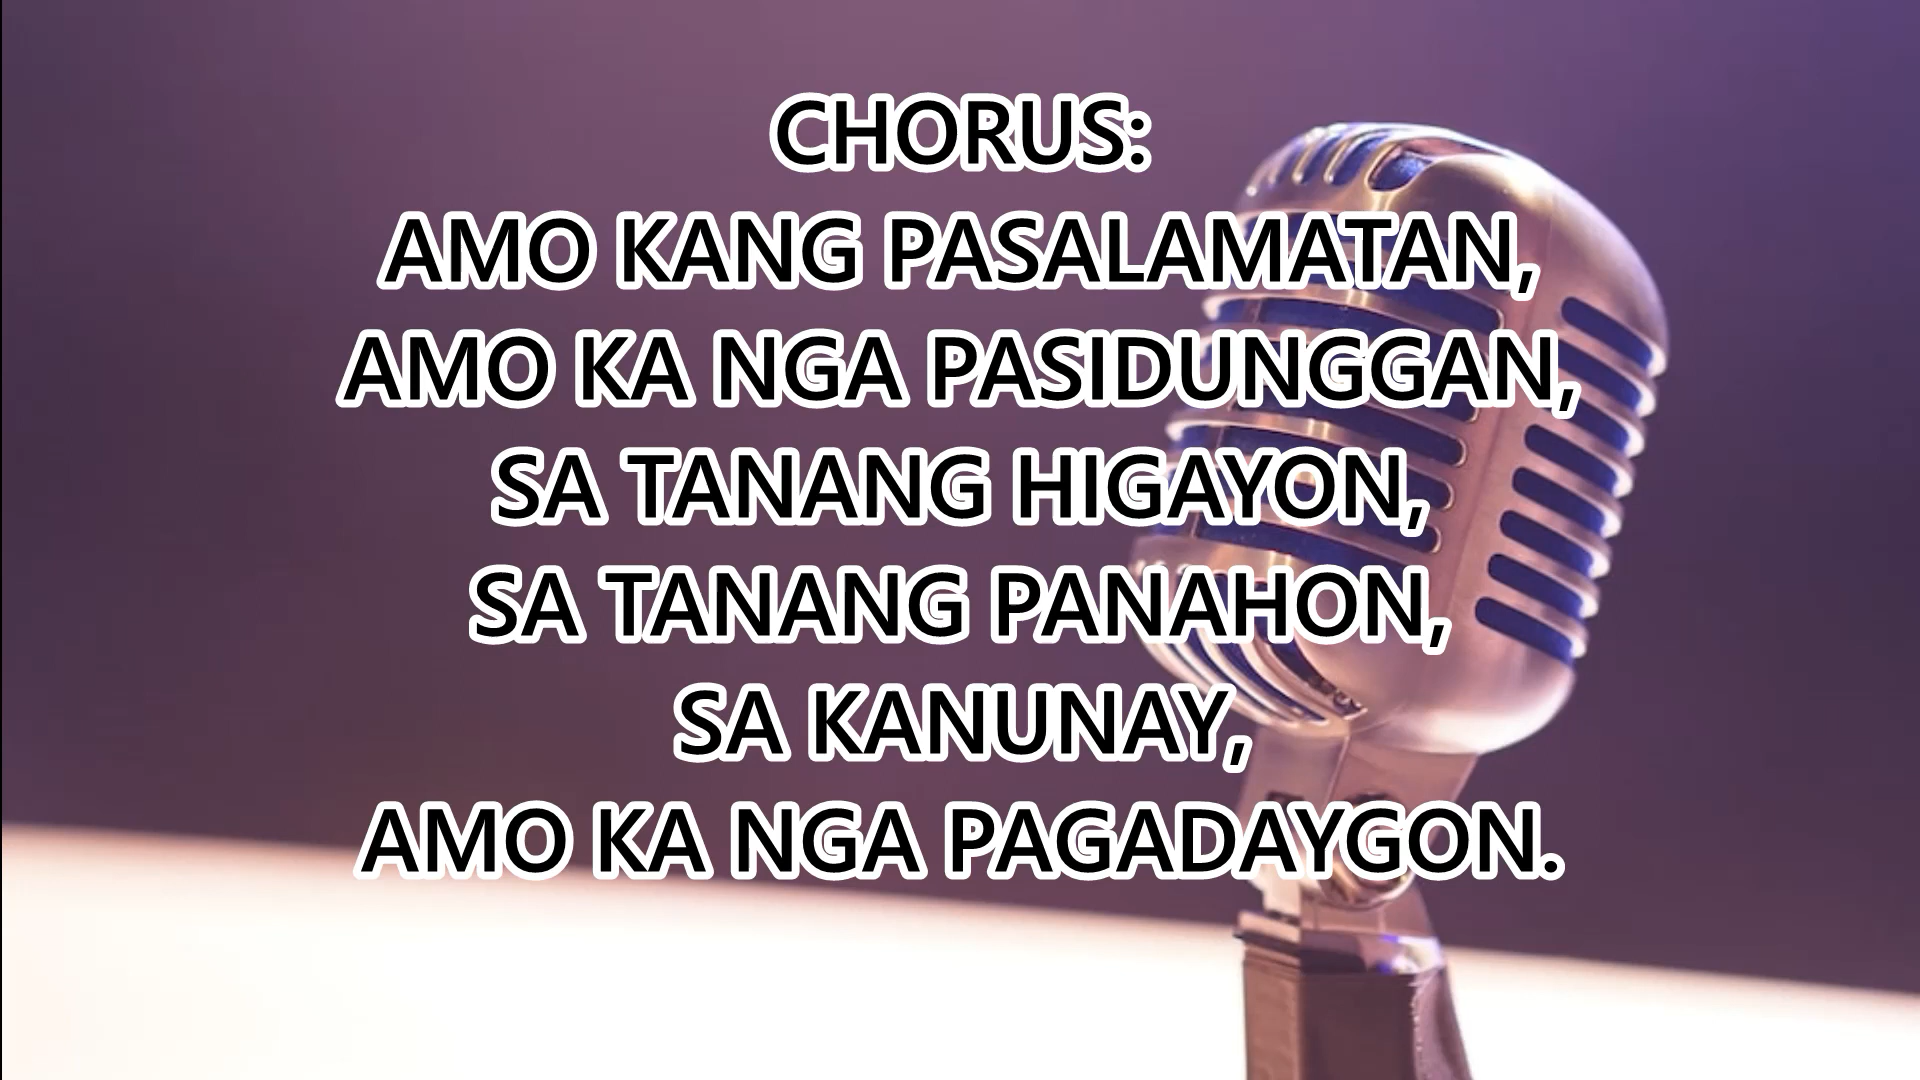 CHORUS:
AMO KANG PASALAMATAN,
AMO KA NGA PASIDUNGGAN,
SA TANANG HIGAYON,
SA TANANG PANAHON,
SA KANUNAY,
AMO KA NGA PAGADAYGON.